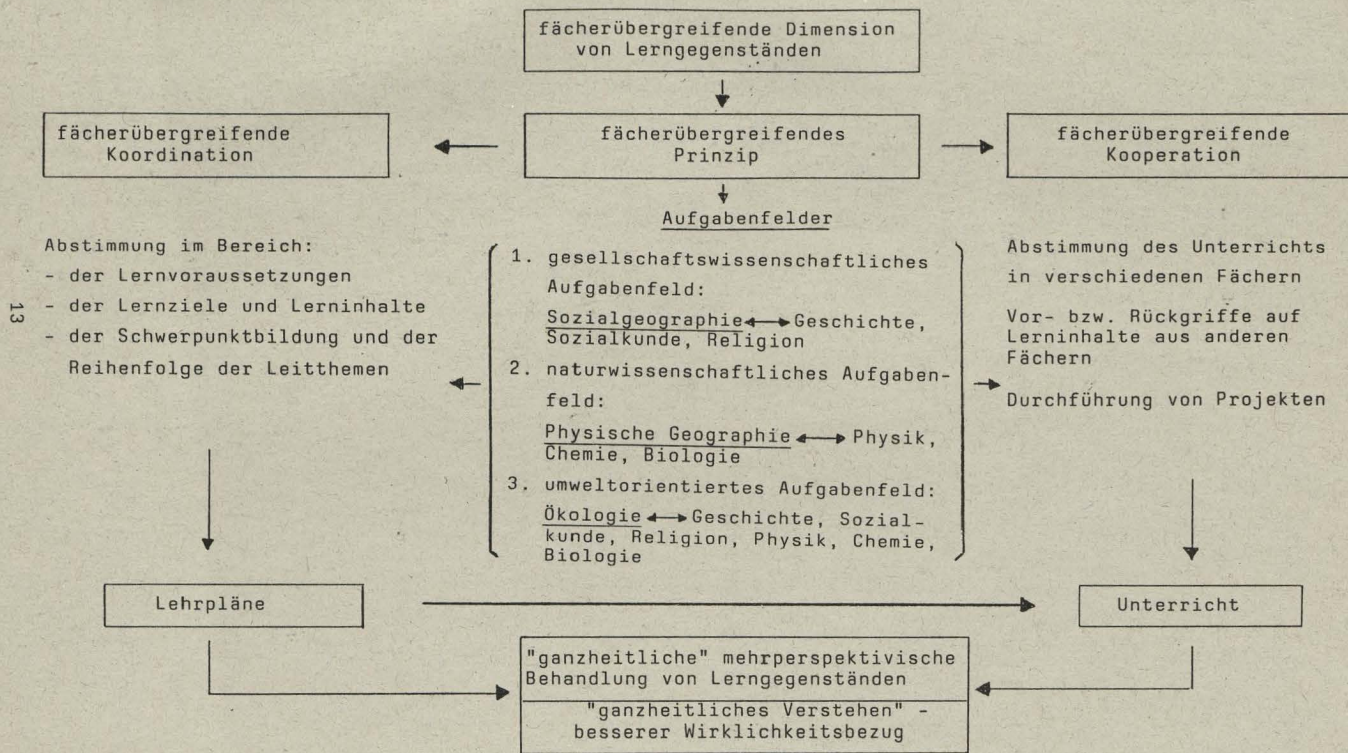 fächerübergreifende Dimension
von Lerngegenständen
fächerübergreifende
Koordination
fächerübergreifendes
Prinzip
fächerübergreifende
Kooperation
Aufgabenfelder
Abstimmung im Bereich:
- der Lernvoraussetzungen
- der Lernziele und Lerninhalte
- der Schwerpunktbildung und der
Reihenfolge der Leitthemen
1. gesellschaftswissenschaftliches
Aufgabenfeld:
Sozialgeographie ↔ Geschichte,
Sozialkunde, Religion
2. naturwissenschaftliches Aufgaben-
feld:
Physische Geographie ↔ Physik,
Chemie, Biologie
3. umweltorientiertes Aufgabenfeld:
Ökologie ↔ Geschichte, Sozial-
kunde, Religion, Physik, Chemie,
Biologie
Abstimmung des Unterrichts
in verschiedenen Fächern
Vor- bzw. Rückgriffe auf
Lerninhalte aus anderen
Fächern
Durchführung von Projekten
Lehrpläne
Unterricht
"ganzheitliche" mehrperspektivische
Behandlung von Lerngegenständen
"ganzheitliches Verstehen" -
besserer Wirklichkeitsbezug
13